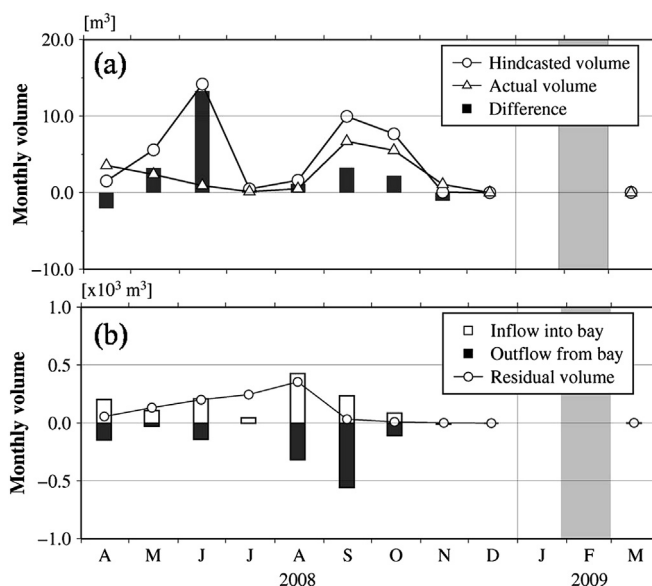 [m³]
20.0
(a)
Hindcasted volume
Actual volume
Difference
10.0
0.0
−10.0
Monthly volume
[x10³ m³]
1.0
(b)
Inflow into bay
Outflow from bay
Residual volume
0.5
0.0
−0.5
−1.0
Monthly volume
A M J J A S O N D J F M
2008 2009